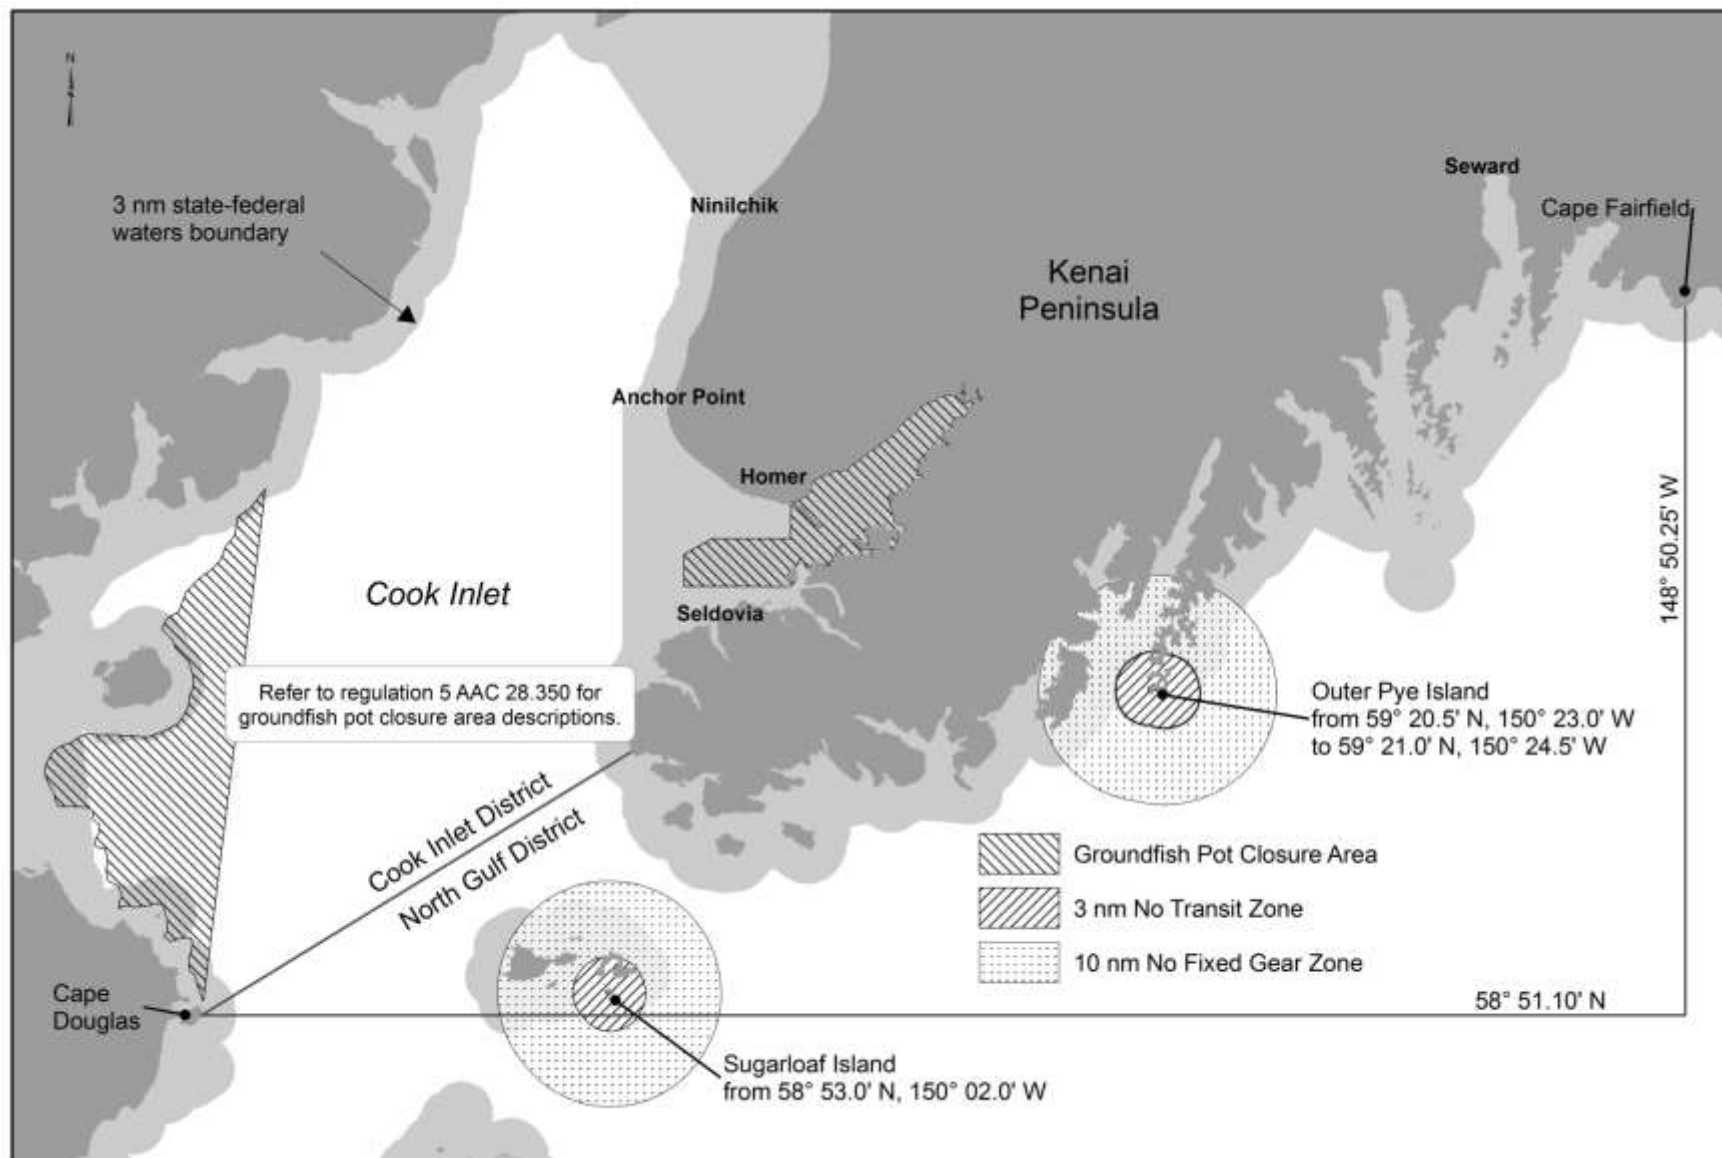 N
3 nm state-federal
waters boundary
Ninilchik
Seward
Cape Fairfield
Kenai
Peninsula
Anchor Point
Homer
Cook Inlet
Seldovia
148° 50.25' W
Refer to regulation 5 AAC 28.350 for
groundfish pot closure area descriptions.
Outer Pye Island
from 59° 20.5' N, 150° 23.0' W
to 59° 21.0' N, 150° 24.5' W
Cook Inlet District
North Gulf District
Groundfish Pot Closure Area
3 nm No Transit Zone
10 nm No Fixed Gear Zone
Cape
Douglas
58° 51.10' N
Sugarloaf Island
from 58° 53.0' N, 150° 02.0' W